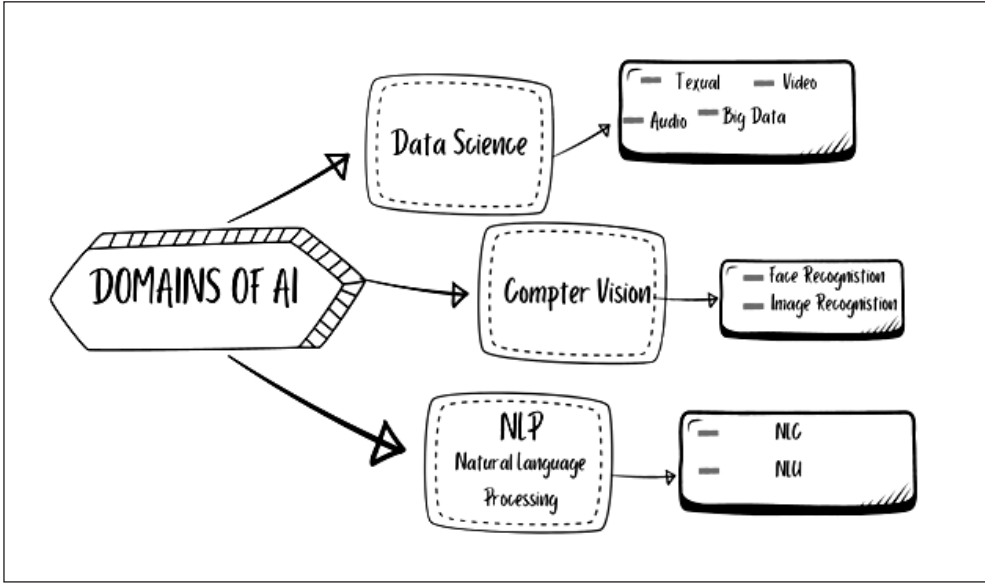 DOMAINS OF AI
Data Science
Texual Video
Audio Big Data
Compter Vision
Face Recognistion
Image Recognistion
NLP
Natural Language
Processing
NLC
NLU